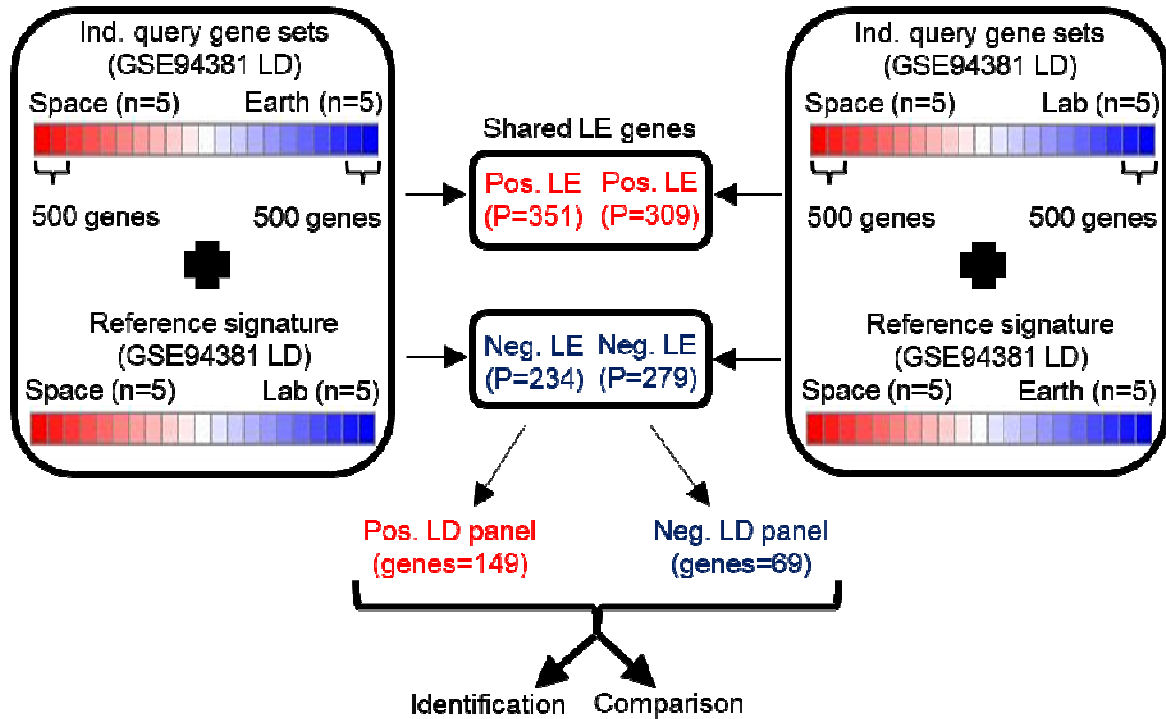 Ind. query gene sets
(GSE94381 LD)
Space (n=5) Earth (n=5)
500 genes 500 genes
Reference signature
(GSE94381 LD)
Space (n=5) Lab (n=5)
Shared LE genes
Pos. LE Pos. LE
(P=351) (P=309)
Neg. LE Neg. LE
(P=234) (P=279)
Ind. query gene sets
(GSE94381 LD)
Space (n=5) Lab (n=5)
500 genes 500 genes
Reference signature
(GSE94381 LD)
Space (n=5) Earth (n=5)
Pos. LD panel
(genes=149)
Neg. LD panel
(genes=69)
Identification Comparison